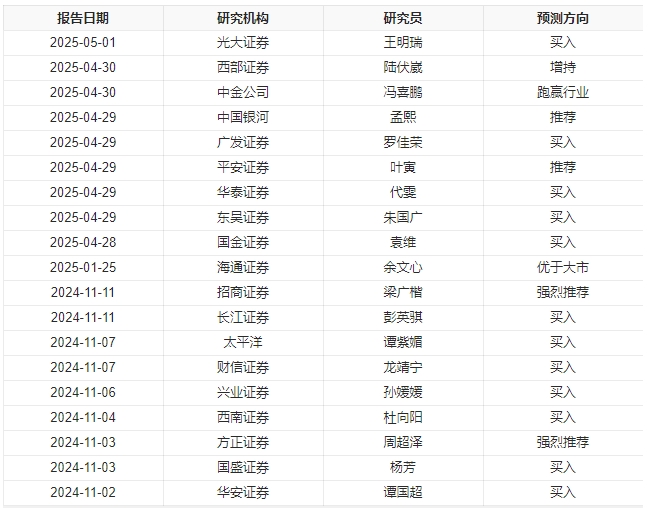 报告日期 研究机构 研究员 预测方向
2025-05-01 光大证券 王明瑞 买入
2025-04-30 西部证券 陆伏崴 增持
2025-04-30 中金公司 冯喜鹏 跑赢行业
2025-04-29 中国银河 孟熙 推荐
2025-04-29 广发证券 罗佳荣 买入
2025-04-29 平安证券 叶寅 推荐
2025-04-29 华泰证券 代雯 买入
2025-04-29 东吴证券 朱国广 买入
2025-04-28 国金证券 袁维 买入
2025-01-25 海通证券 余文心 优于大市
2024-11-11 招商证券 梁广楷 强烈推荐
2024-11-11 长江证券 彭英骐 买入
2024-11-07 太平洋 谭紫媚 买入
2024-11-07 财信证券 龙靖宁 买入
2024-11-06 兴业证券 孙媛媛 买入
2024-11-04 西南证券 杜向阳 买入
2024-11-03 方正证券 周超泽 强烈推荐
2024-11-03 国盛证券 杨芳 买入
2024-11-02 华安证券 谭国超 买入